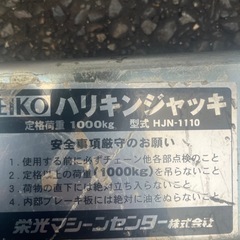 EIKO ハリキンジャッキ
定格荷重 1000kg 型式 HJN-1110
安全事項厳守のお願い
1、使用する前に必ずチェーン他各部点検のこと
2、定格以上の荷重(1000kg)を吊らないこと
3、荷物の直下には絶対立ち入らないこと
4、内部ブレーキ板には絶対に油をぬらないこと
栄光マシーンセンター株式会社